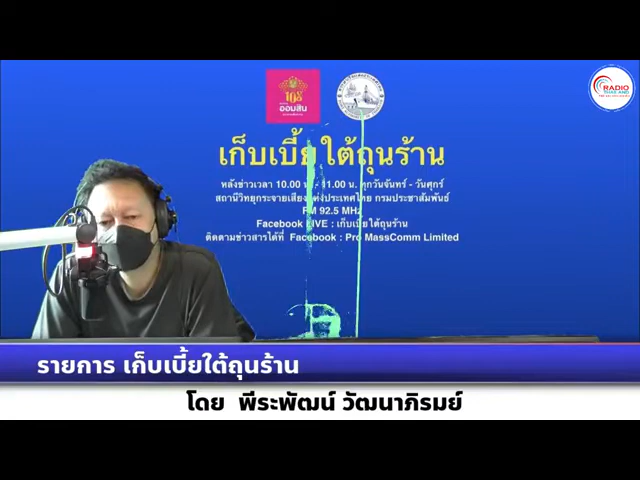 RADIO
THAILAND
ออมสิน
เก็บเบี้ยใต้ถุนร้าน
หลังข่าวเวลา 10.00 น. - 11.00 น. ทุกวันจันทร์ - วันศุกร์
สถานีวิทยุกระจายเสียงแห่งประเทศไทย กรมประชาสัมพันธ์
FM 92.5 MHz
Facebook LIVE : เก็บเบี้ยใต้ถุนร้าน
ติดตามข่าวสารได้ที่ Facebook : Pro MassComm Limited
รายการ เก็บเบี้ยใต้ถุนร้าน
โดย พีระพัฒน์ วัฒนาภิรมย์